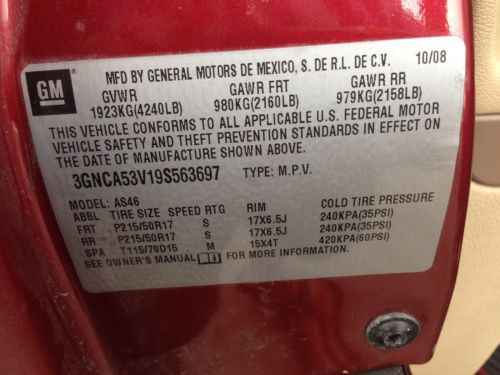 GM
MFD BY GENERAL MOTORS DE MEXICO, S. DE R.L. DE C.V. 10/08
GVWR GAWR FRT GAWR RR
1923KG(4240LB) 980KG(2160LB) 979KG(2158LB)
THIS VEHICLE CONFORMS TO ALL APPLICABLE U.S. FEDERAL MOTOR
VEHICLE SAFETY AND THEFT PREVENTION STANDARDS IN EFFECT ON
THE DATE OF MANUFACTURE SHOWN ABOVE.
3GNCA53V19S563697 TYPE: M.P.V.
MODEL: AS46
ABBL TIRE SIZE SPEED RTG RIM COLD TIRE PRESSURE
FRT P215/50R17 S 17X6.5J 240KPA(35PSI)
RR P215/50R17 S 17X6.5J 240KPA(35PSI)
SPA T115/70D15 M 15X4T 420KPA(60PSI)
SEE OWNER'S MANUAL FOR MORE INFORMATION.